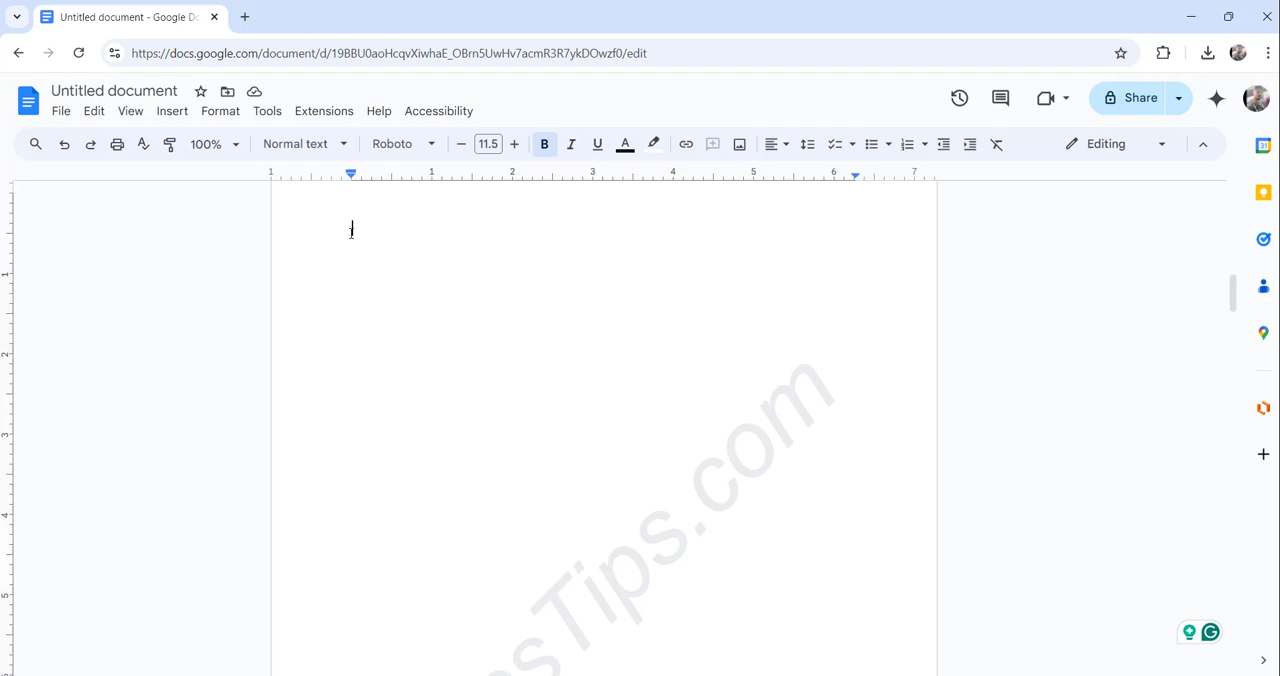 Untitled document - Google Do
https://docs.google.com/document/d/19BBU0aoHcqvXiwhaE_OBrn5UwHv7acmR3R7ykDOwzf0/edit
Untitled document
File Edit View Insert Format Tools Extensions Help Accessibility
Share
100% Normal text Roboto − 11.5 + B I U A Editing
1 1 2 3 4 5 6 7
31
1
2
3
4
5
sTips.com